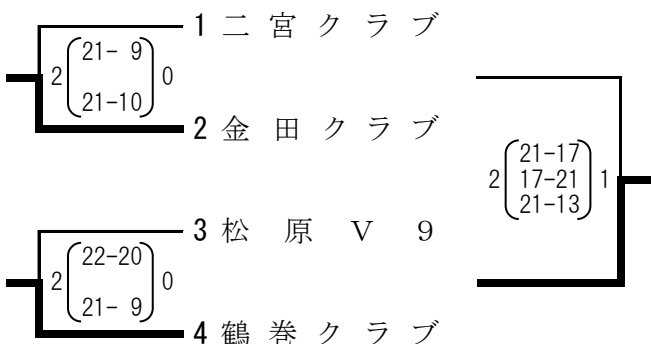 1 二宮クラブ
2 ( 21- 9 21-10 ) 0
2 金田クラブ
2 ( 21-17 17-21 21-13 ) 1
3 松原V9
2 ( 22-20 21- 9 ) 0
4 鶴巻クラブ